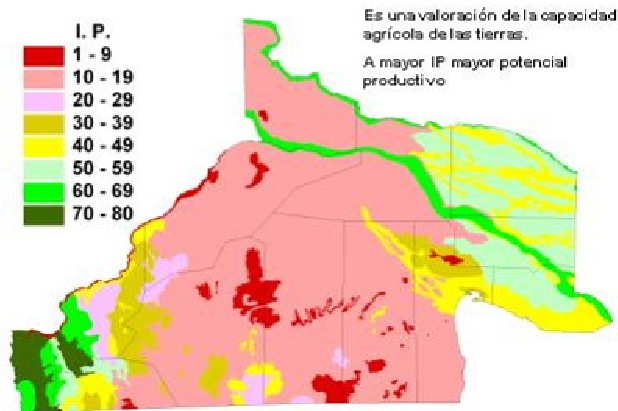 Es una valoración de la capacidad
agrícola de las tierras.
A mayor IP mayor potencial
productivo
I. P.
1 - 9
10 - 19
20 - 29
30 - 39
40 - 49
50 - 59
60 - 69
70 - 80